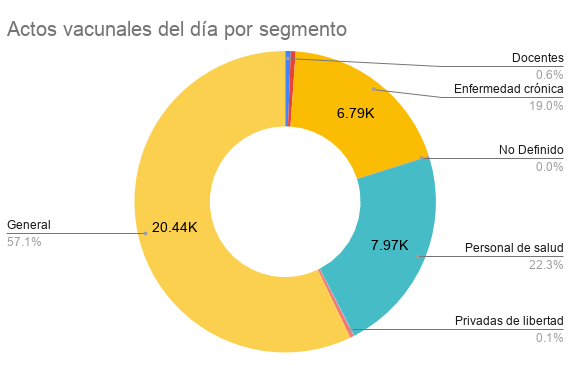 Actos vacunales del día por segmento
Docentes
0.6%
Enfermedad crónica
19.0%
6.79K
No Definido
0.0%
General
57.1%
20.44K
7.97K
Personal de salud
22.3%
Privadas de libertad
0.1%